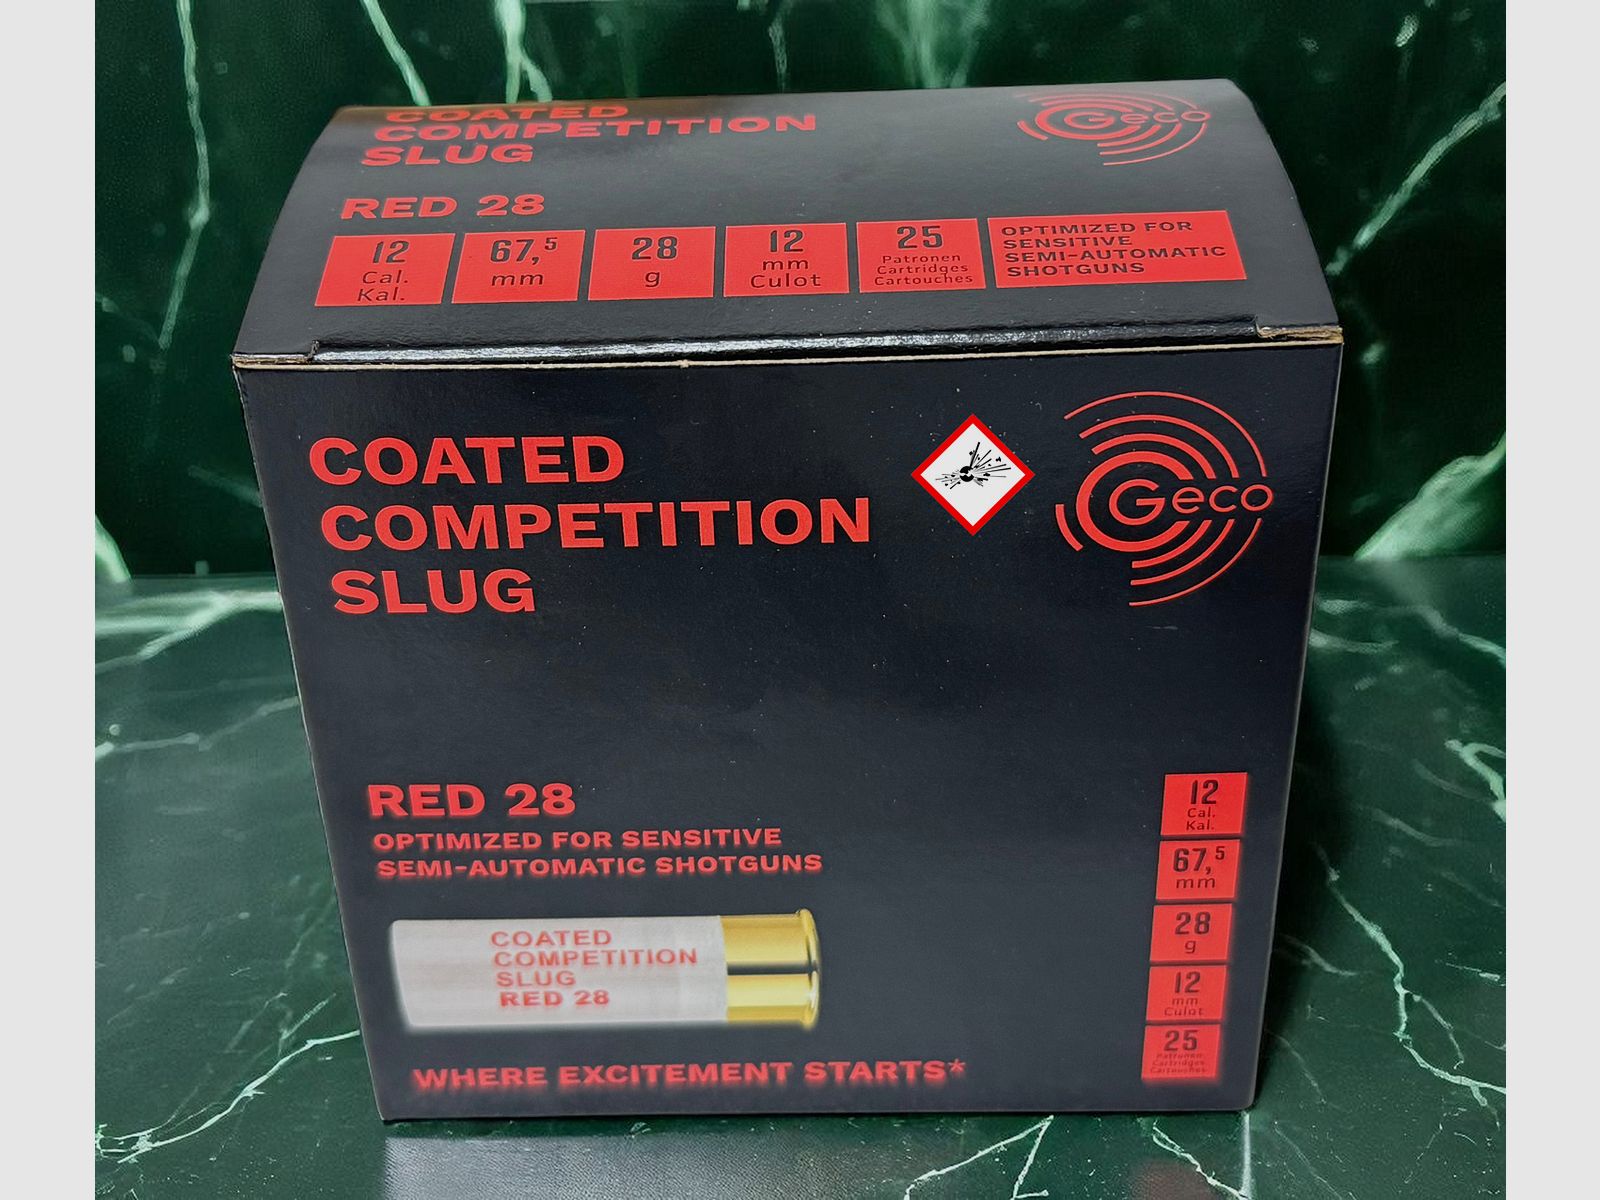 COATED
COMPETITION
SLUG
Geco
RED 28
12
Cal.
Kal.
67,5
mm
28
g
12
mm
Culot
25
Patronen
Cartridges
Cartouches
OPTIMIZED FOR
SENSITIVE
SEMI-AUTOMATIC
SHOTGUNS
COATED
COMPETITION
SLUG
Geco
RED 28
OPTIMIZED FOR SENSITIVE
SEMI-AUTOMATIC SHOTGUNS
COATED
COMPETITION
SLUG
RED 28
WHERE EXCITEMENT STARTS*
12
Cal.
Kal.
67,5
mm
28
g
12
mm
Culot
25
Patronen
Cartridges
Cartouches